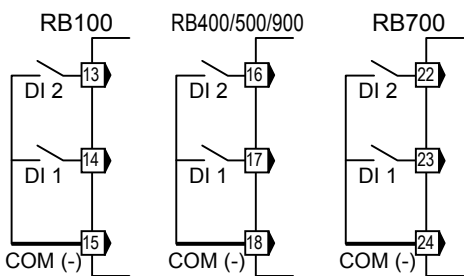 RB100 RB400/500/900 RB700
13 16 22
DI 2 DI 2 DI 2
14 17 23
DI 1 DI 1 DI 1
15 18 24
COM (-) COM (-) COM (-)